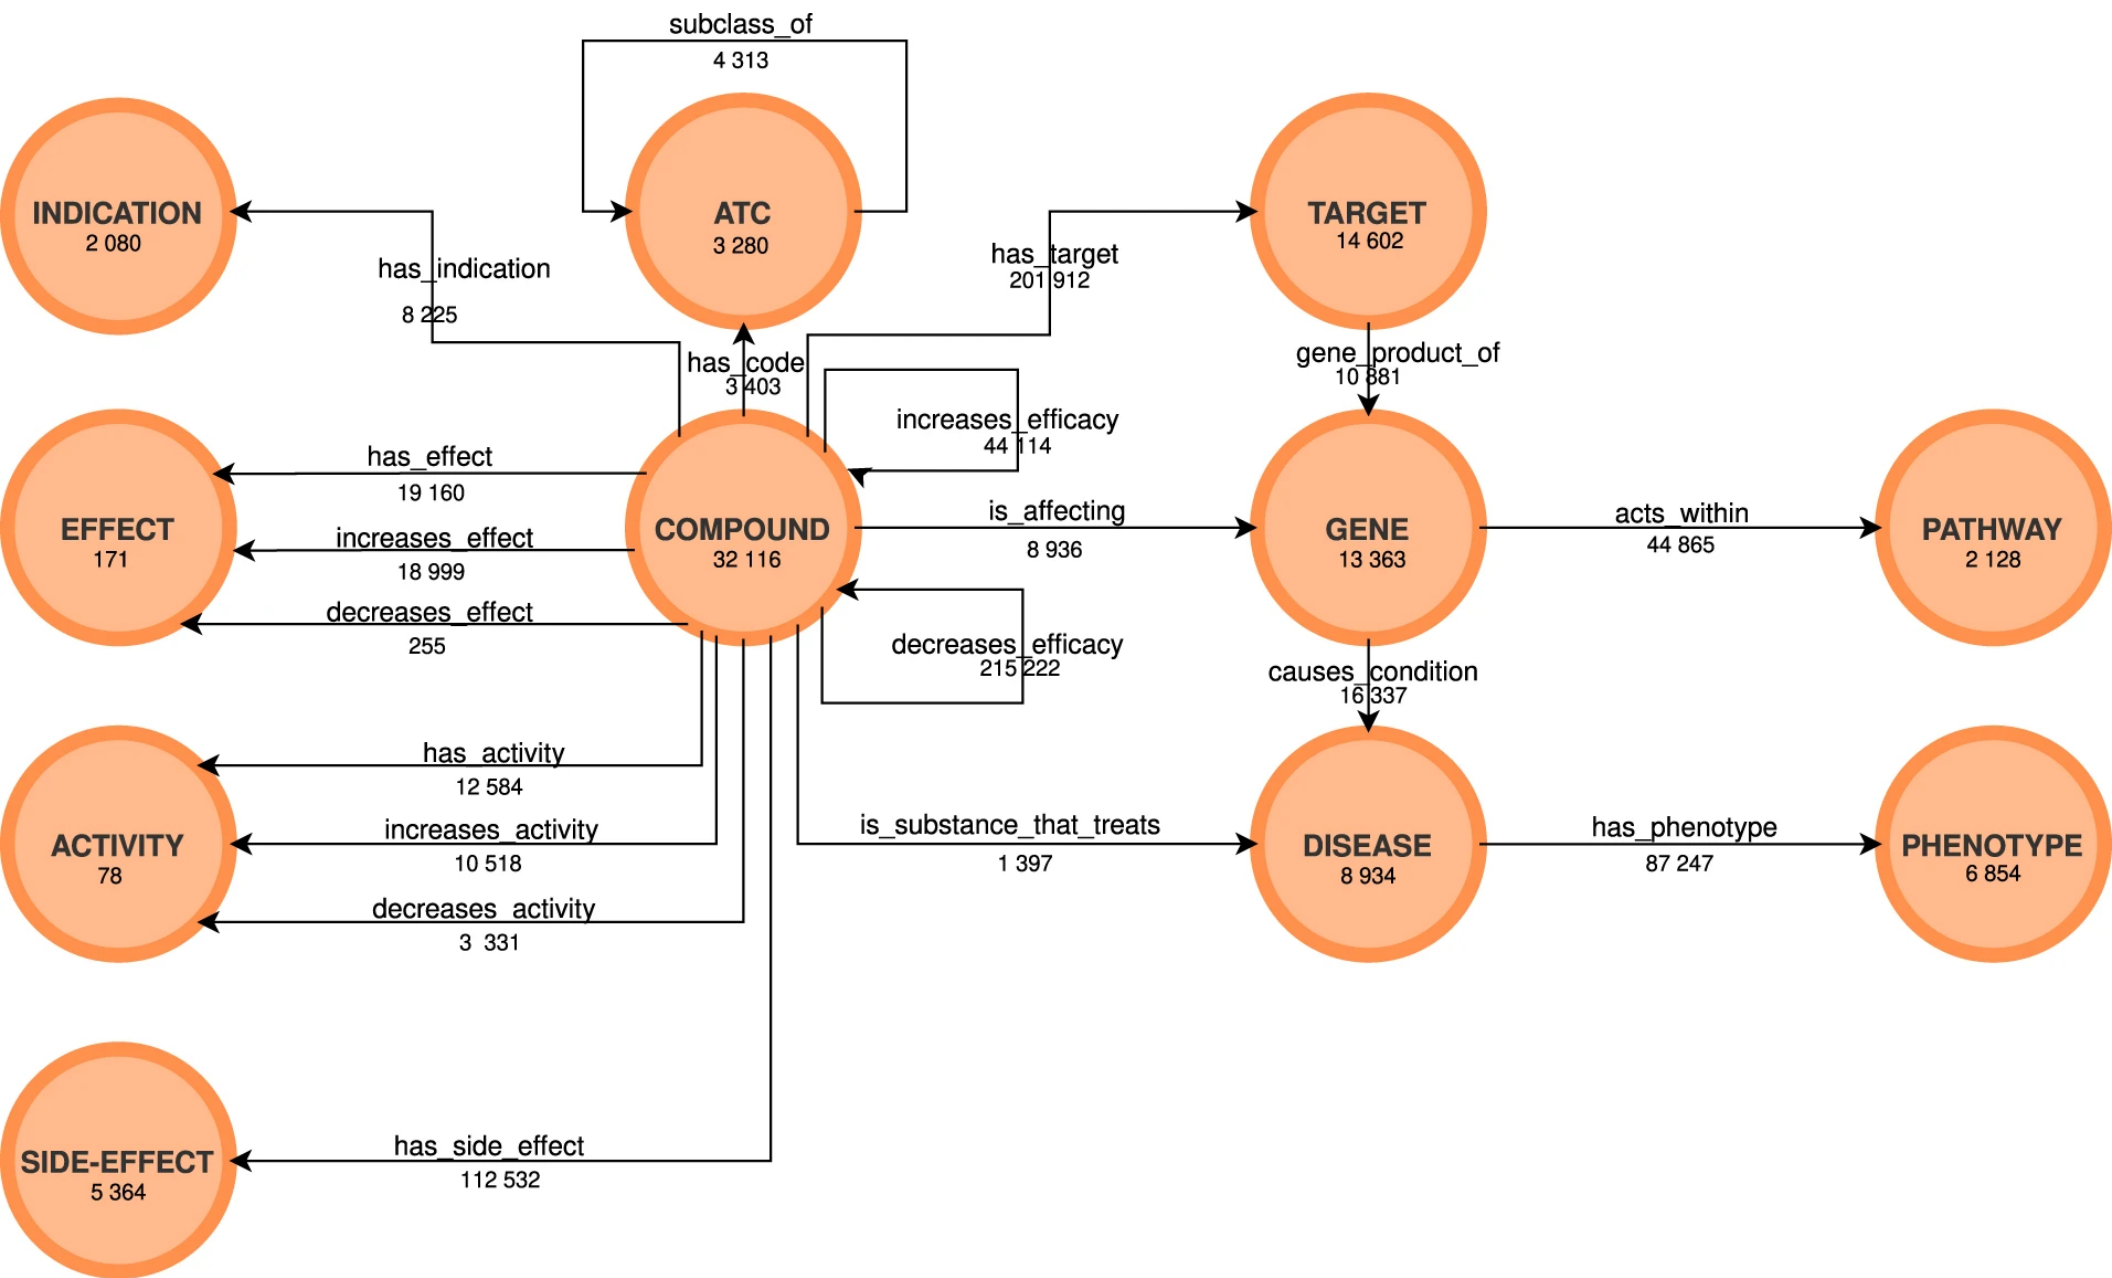 subclass_of
4 313
INDICATION
2 080
ATC
3 280
TARGET
14 602
has_indication
8 225
has_target
201 912
has_code
3 403
gene_product_of
10 881
increases_efficacy
44 114
has_effect
19 160
increases_effect
18 999
decreases_effect
255
EFFECT
171
COMPOUND
32 116
is_affecting
8 936
GENE
13 363
acts_within
44 865
PATHWAY
2 128
decreases_efficacy
215 222
causes_condition
16 337
has_activity
12 584
increases_activity
10 518
decreases_activity
3 331
ACTIVITY
78
is_substance_that_treats
1 397
DISEASE
8 934
has_phenotype
87 247
PHENOTYPE
6 854
has_side_effect
112 532
SIDE-EFFECT
5 364